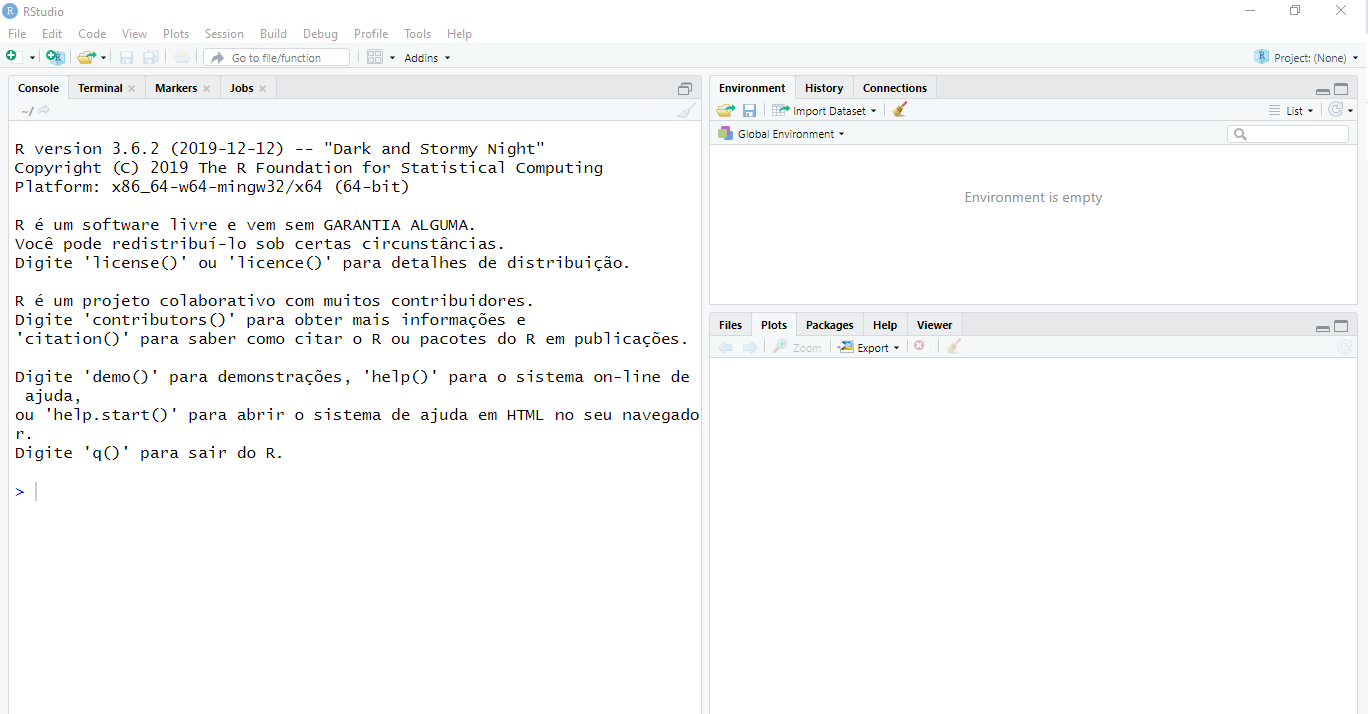 RStudio
File Edit Code View Plots Session Build Debug Profile Tools Help
Go to file/function Addins Project: (None)
Console Terminal Markers Jobs
~/
R version 3.6.2 (2019-12-12) -- "Dark and Stormy Night"
Copyright (C) 2019 The R Foundation for Statistical Computing
Platform: x86_64-w64-mingw32/x64 (64-bit)
R é um software livre e vem sem GARANTIA ALGUMA.
Você pode redistribuí-lo sob certas circunstâncias.
Digite 'license()' ou 'licence()' para detalhes de distribuição.
R é um projeto colaborativo com muitos contribuidores.
Digite 'contributors()' para obter mais informações e
'citation()' para saber como citar o R ou pacotes do R em publicações.
Digite 'demo()' para demonstrações, 'help()' para o sistema on-line de
ajuda,
ou 'help.start()' para abrir o sistema de ajuda em HTML no seu navegado
r.
Digite 'q()' para sair do R.
>
Environment History Connections
Import Dataset List
Global Environment
Environment is empty
Files Plots Packages Help Viewer
Zoom Export